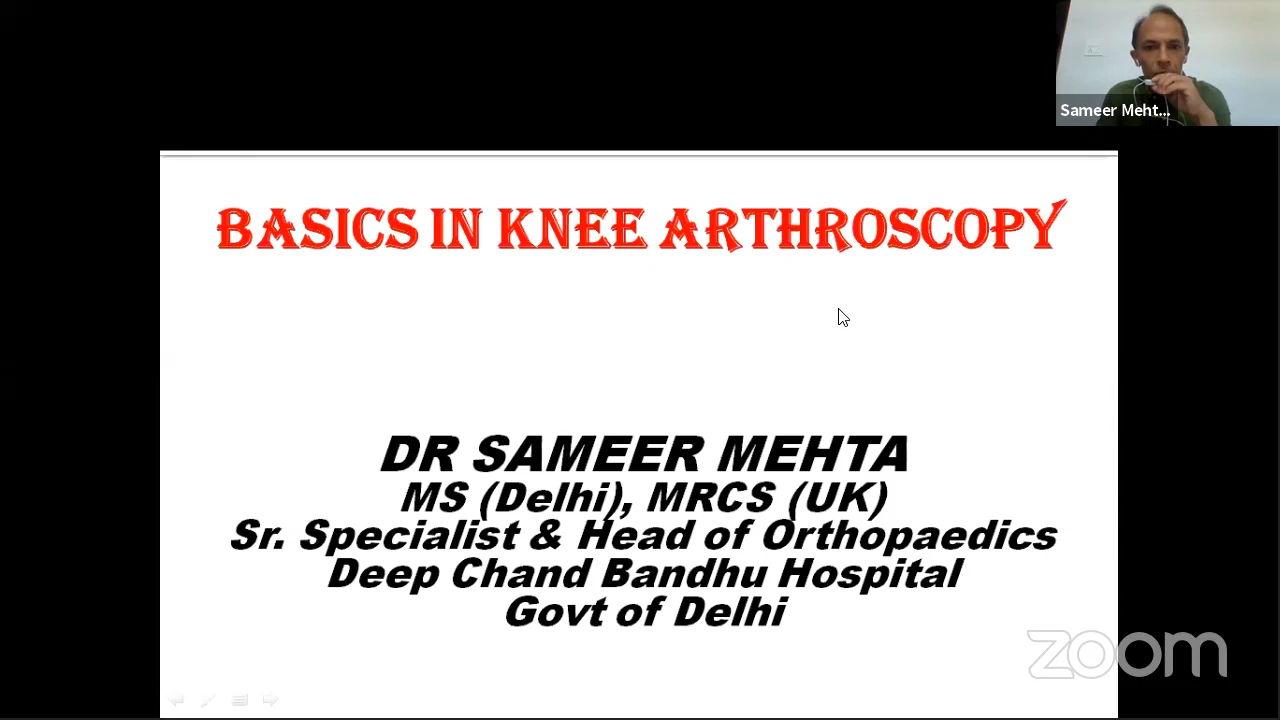 Sameer Meht...
BASICS IN KNEE ARTHROSCOPY
DR SAMEER MEHTA
MS (Delhi), MRCS (UK)
Sr. Specialist & Head of Orthopaedics
Deep Chand Bandhu Hospital
Govt of Delhi
zoom